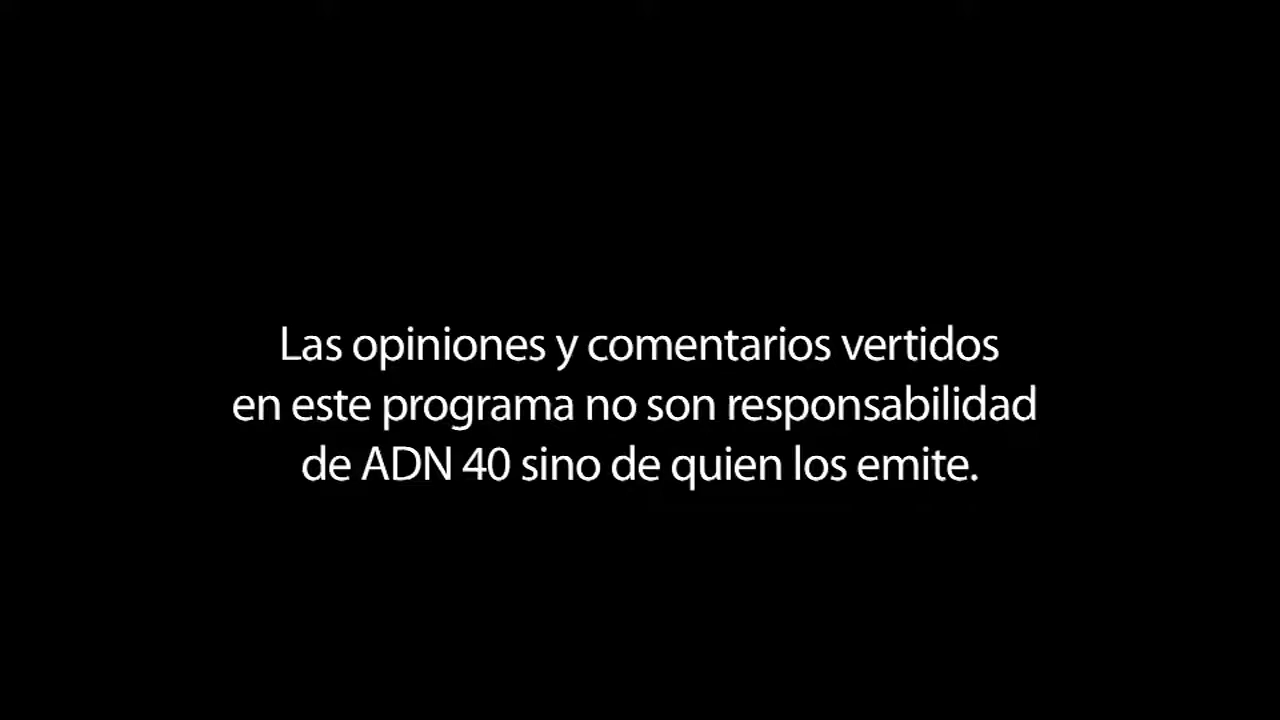 Las opiniones y comentarios vertidos
en este programa no son responsabilidad
de ADN 40 sino de quien los emite.